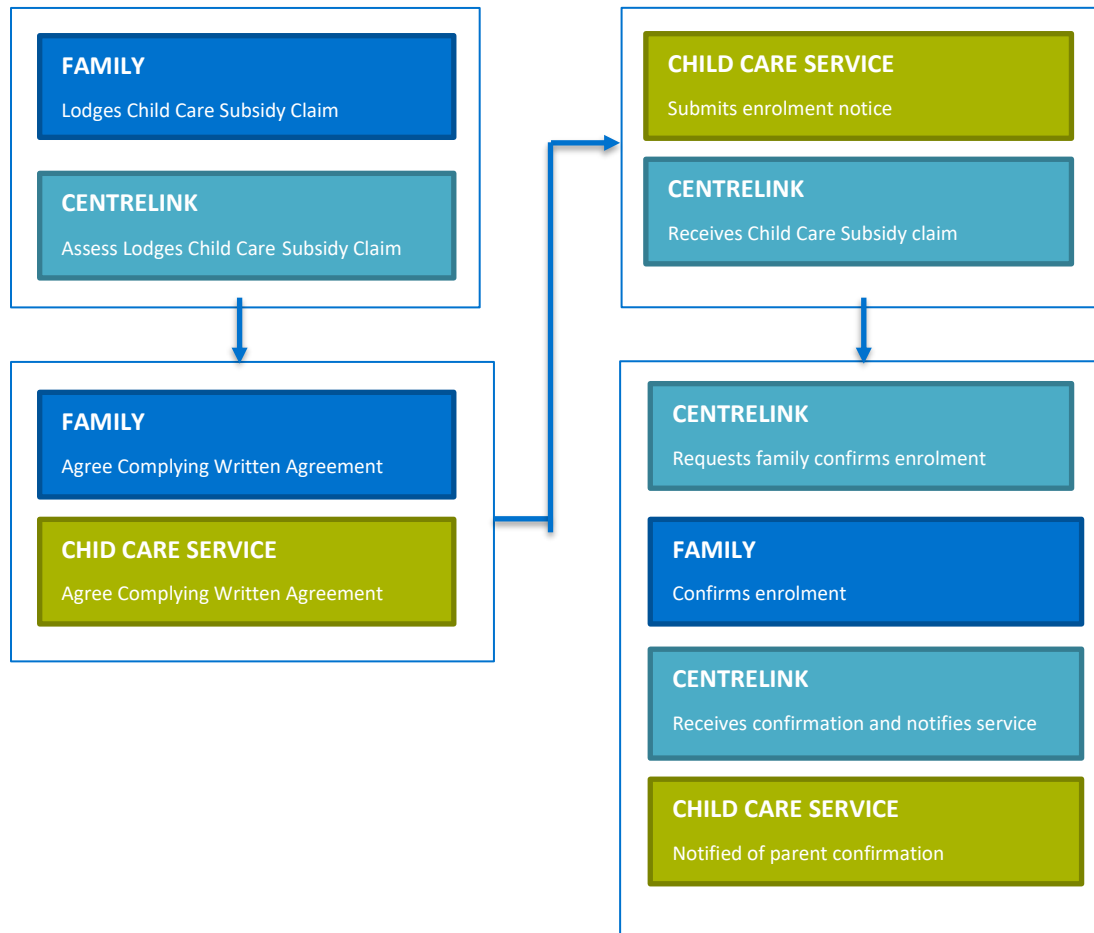 FAMILY
Lodges Child Care Subsidy Claim
CENTRELINK
Assess Lodges Child Care Subsidy Claim
FAMILY
Agree Complying Written Agreement
CHID CARE SERVICE
Agree Complying Written Agreement
CHILD CARE SERVICE
Submits enrolment notice
CENTRELINK
Receives Child Care Subsidy claim
CENTRELINK
Requests family confirms enrolment
FAMILY
Confirms enrolment
CENTRELINK
Receives confirmation and notifies service
CHILD CARE SERVICE
Notified of parent confirmation